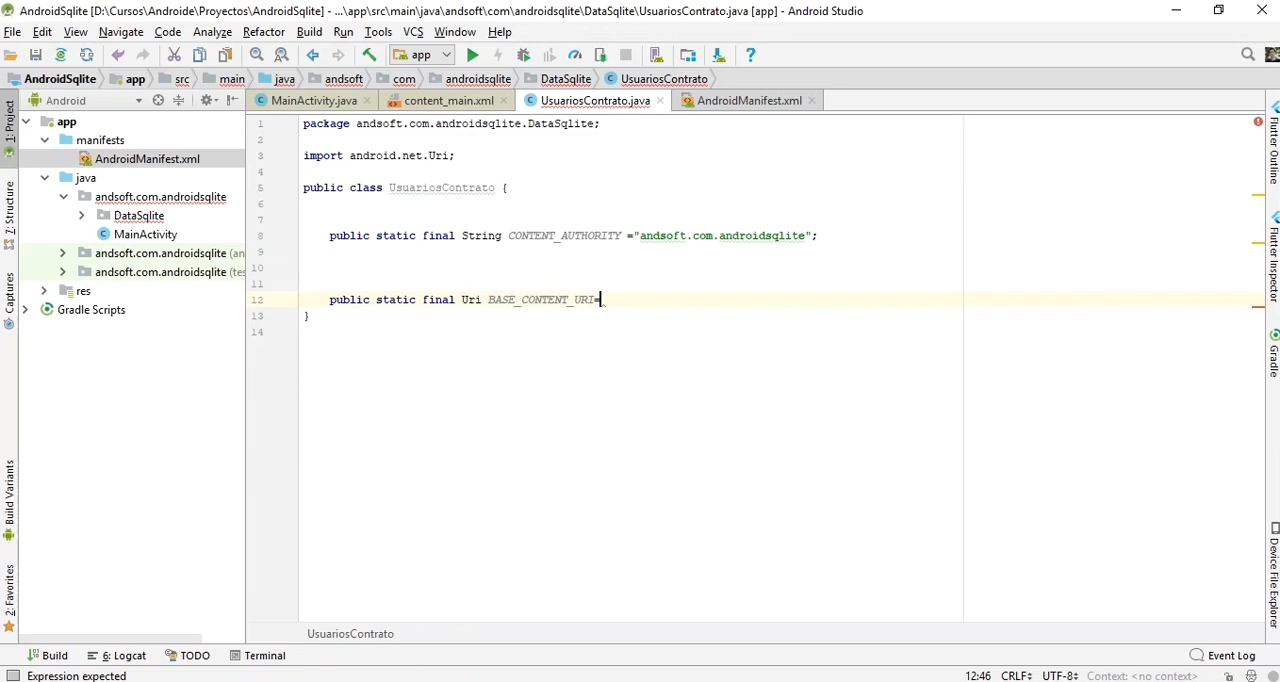 AndroidSqlite [D:\Cursos\Androide\Proyectos\AndroidSqlite] - ...\app\src\main\java\andsoft\com\androidsqlite\DataSqlite\UsuariosContrato.java [app] - Android Studio
File Edit View Navigate Code Analyze Refactor Build Run Tools VCS Window Help
app
AndroidSqlite app src main java andsoft com androidsqlite DataSqlite UsuariosContrato
Android
MainActivity.java content_main.xml UsuariosContrato.java AndroidManifest.xml
1: Project
7: Structure
Captures
Build Variants
2: Favorites
app
manifests
AndroidManifest.xml
java
andsoft.com.androidsqlite
DataSqlite
MainActivity
andsoft.com.androidsqlite (an
andsoft.com.androidsqlite (tes
res
Gradle Scripts
1 package andsoft.com.androidsqlite.DataSqlite;
2
3 import android.net.Uri;
4
5 public class UsuariosContrato {
6
7
8 public static final String CONTENT_AUTHORITY ="andsoft.com.androidsqlite";
9
10
11
12 public static final Uri BASE_CONTENT_URI=
13 }
14
UsuariosContrato
Flutter Outline
Flutter Inspector
Gradle
Device File Explorer
Build 6: Logcat TODO Terminal Event Log
Expression expected 12:46 CRLF UTF-8 Context: <no context>